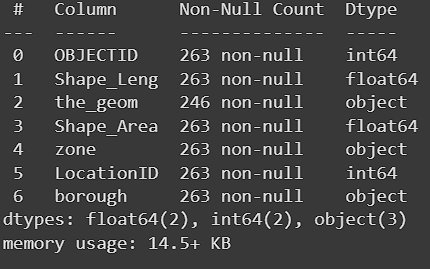 #   Column      Non-Null Count  Dtype
---  ------      --------------  -----
0   OBJECTID    263 non-null    int64
1   Shape_Leng  263 non-null    float64
2   the_geom    246 non-null    object
3   Shape_Area  263 non-null    float64
4   zone        263 non-null    object
5   LocationID  263 non-null    int64
6   borough     263 non-null    object
dtypes: float64(2), int64(2), object(3)
memory usage: 14.5+ KB